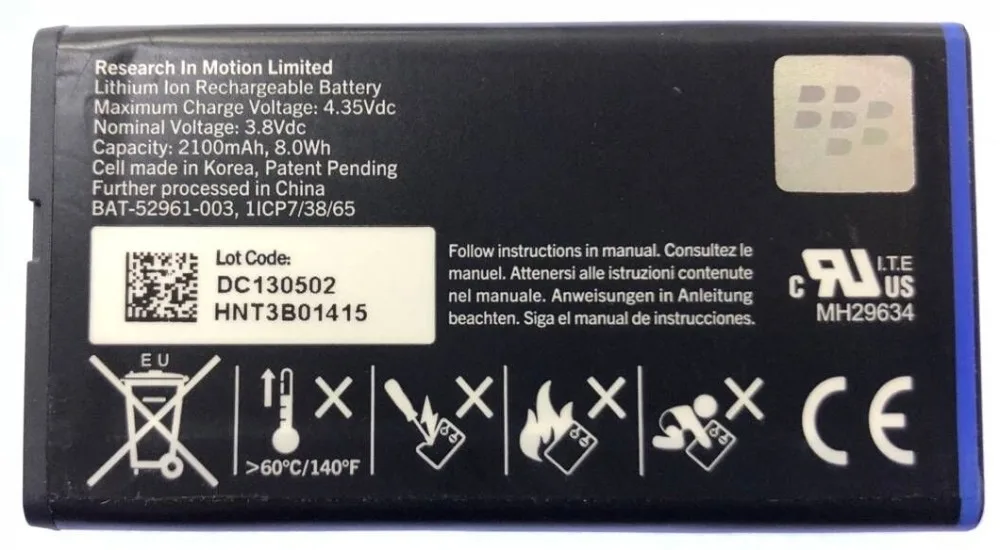 Research In Motion Limited
Lithium Ion Rechargeable Battery
Maximum Charge Voltage: 4.35Vdc
Nominal Voltage: 3.8Vdc
Capacity: 2100mAh, 8.0Wh
Cell made in Korea, Patent Pending
Further processed in China
BAT-52961-003, 1ICP7/38/65
Lot Code:
DC130502
HNT3B01415
Follow instructions in manual. Consultez le
manuel. Attenersi alle istruzioni contenute
nel manuale. Anweisungen in Anleitung
beachten. Siga el manual de instrucciones.
I.T.E
C RU US
MH29634
EU
>60°C/140°F
CE